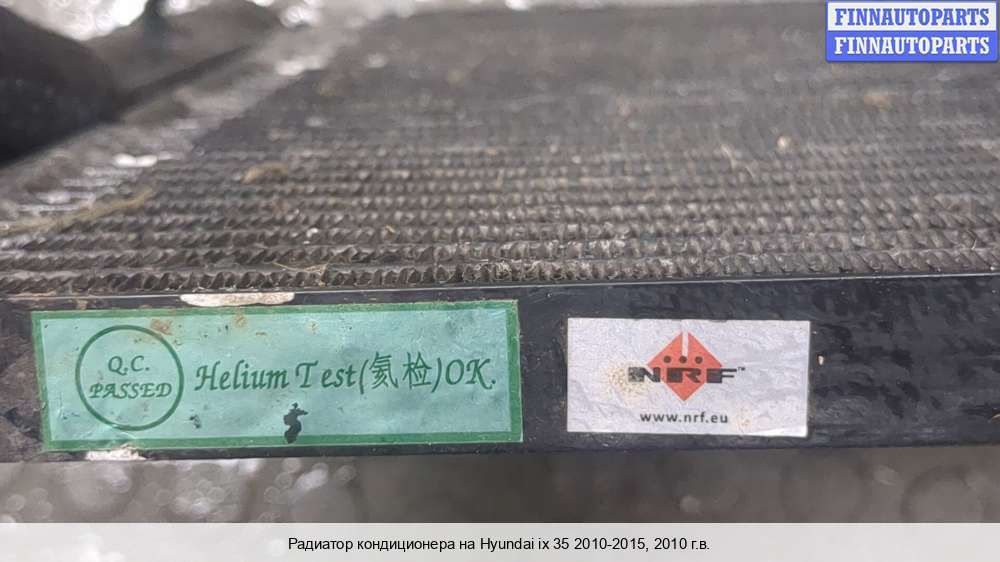 FINNAUTOPARTS
FINNAUTOPARTS
Q.C.
PASSED
Helium Test(氦检)OK.
NRF™
www.nrf.eu
Радиатор кондиционера на Hyundai ix 35 2010-2015, 2010 г.в.